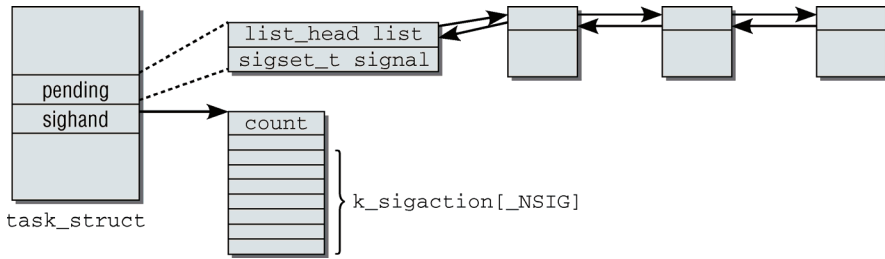 list_head list
sigset_t signal
pending
sighand
count
k_sigaction[_NSIG]
task_struct